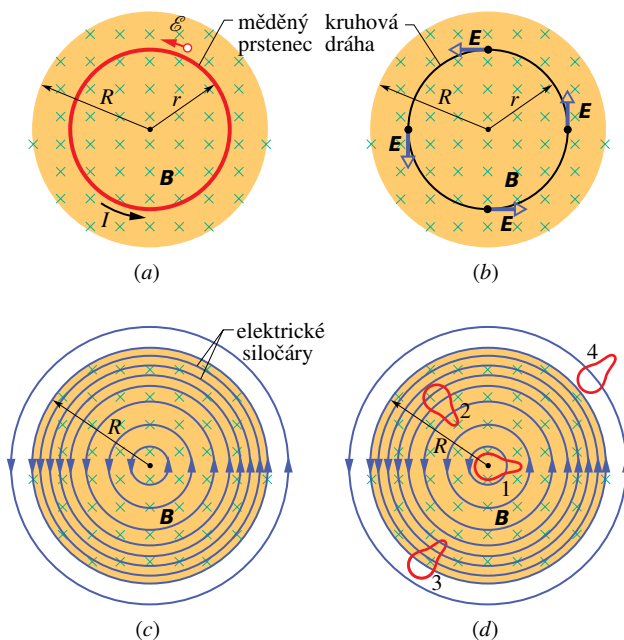 ℰ
měděný
prstenec
R
r
B
I
(a)
kruhová
dráha
E
E
R
r
E
B
E
(b)
elektrické
siločáry
R
B
(c)
4
2
R
1
B
3
(d)